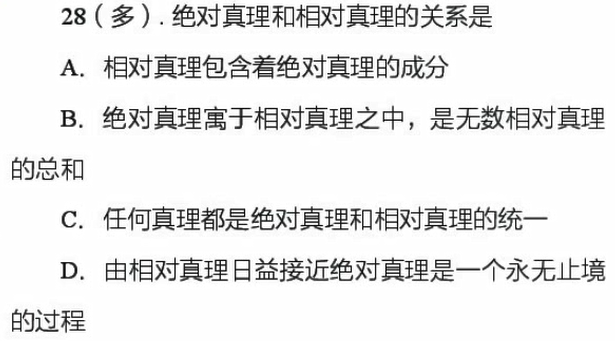 28（多）. 绝对真理和相对真理的关系是
A. 相对真理包含着绝对真理的成分
B. 绝对真理寓于相对真理之中，是无数相对真理
的总和
C. 任何真理都是绝对真理和相对真理的统一
D. 由相对真理日益接近绝对真理是一个永无止境
的过程